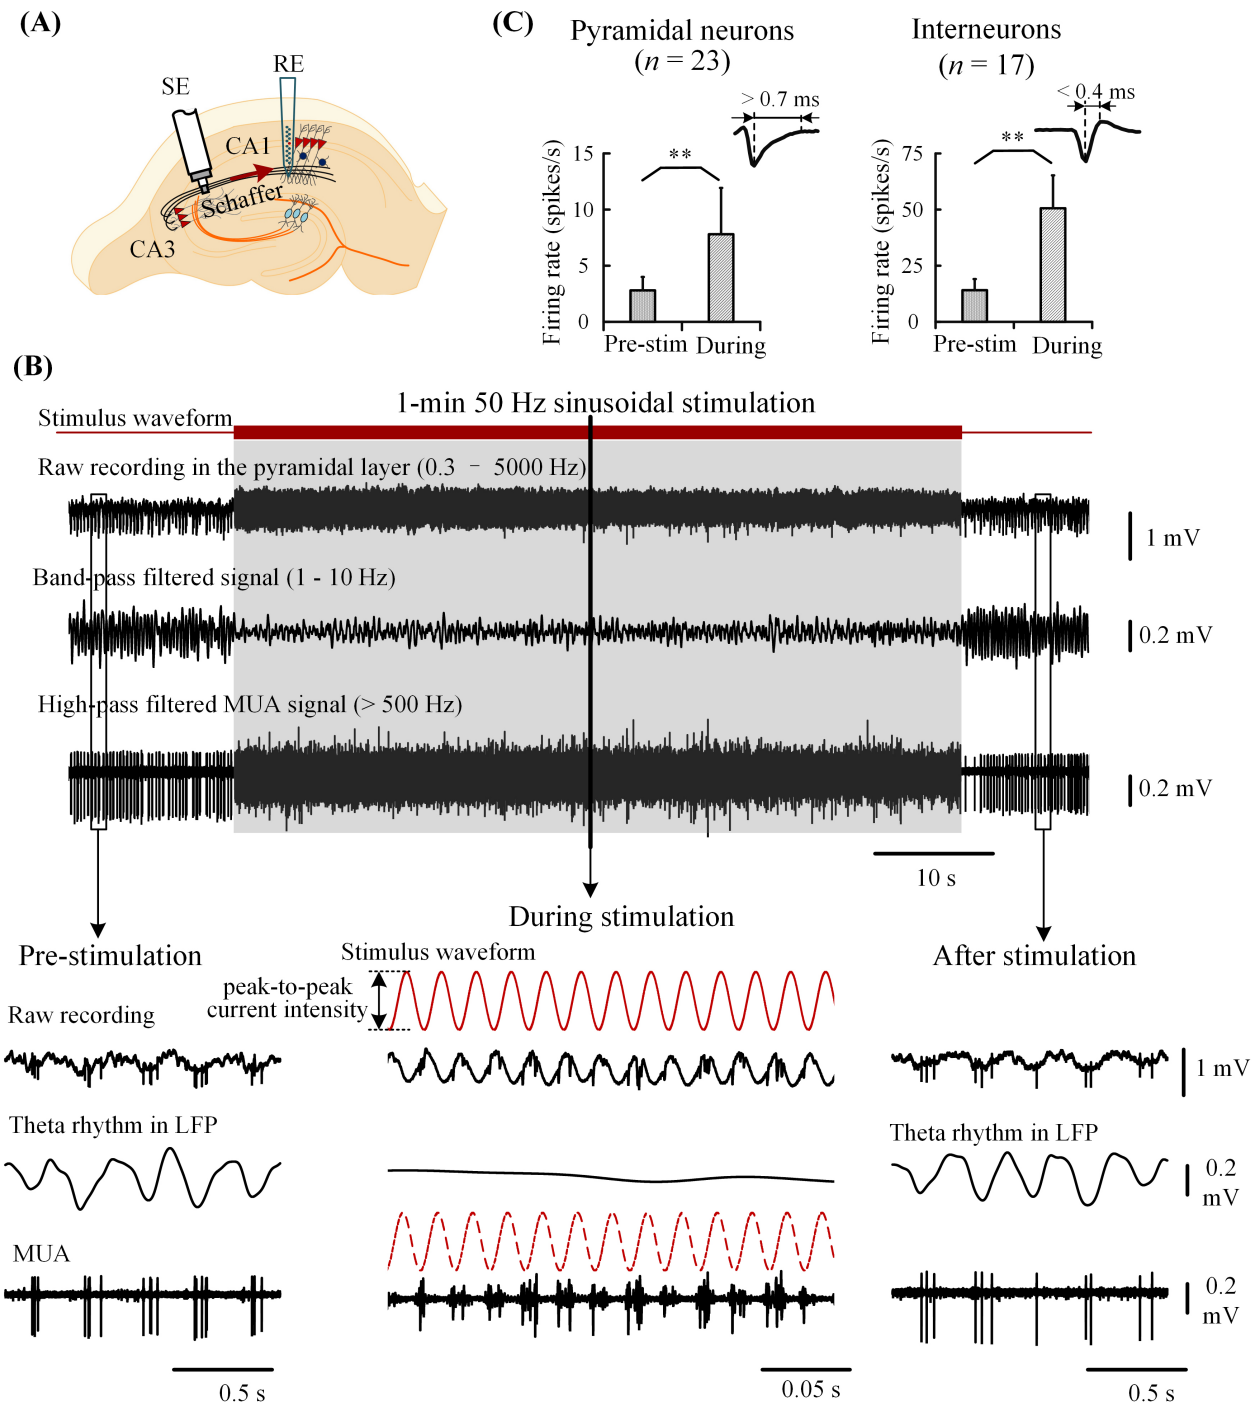 (A)
SE
RE
CA1
Schaffer
CA3
(C)
Pyramidal neurons
(n = 23)
> 0.7 ms
**
Firing rate (spikes/s)
15
10
5
0
Pre-stim
During
Interneurons
(n = 17)
< 0.4 ms
**
Firing rate (spikes/s)
75
50
25
0
Pre-stim
During
(B)
1-min 50 Hz sinusoidal stimulation
Stimulus waveform
Raw recording in the pyramidal layer (0.3 – 5000 Hz)
1 mV
Band-pass filtered signal (1 - 10 Hz)
0.2 mV
High-pass filtered MUA signal (> 500 Hz)
0.2 mV
10 s
Pre-stimulation
During stimulation
After stimulation
Stimulus waveform
peak-to-peak
current intensity
Raw recording
1 mV
Theta rhythm in LFP
Theta rhythm in LFP
0.2
mV
MUA
0.2
mV
0.5 s
0.05 s
0.5 s